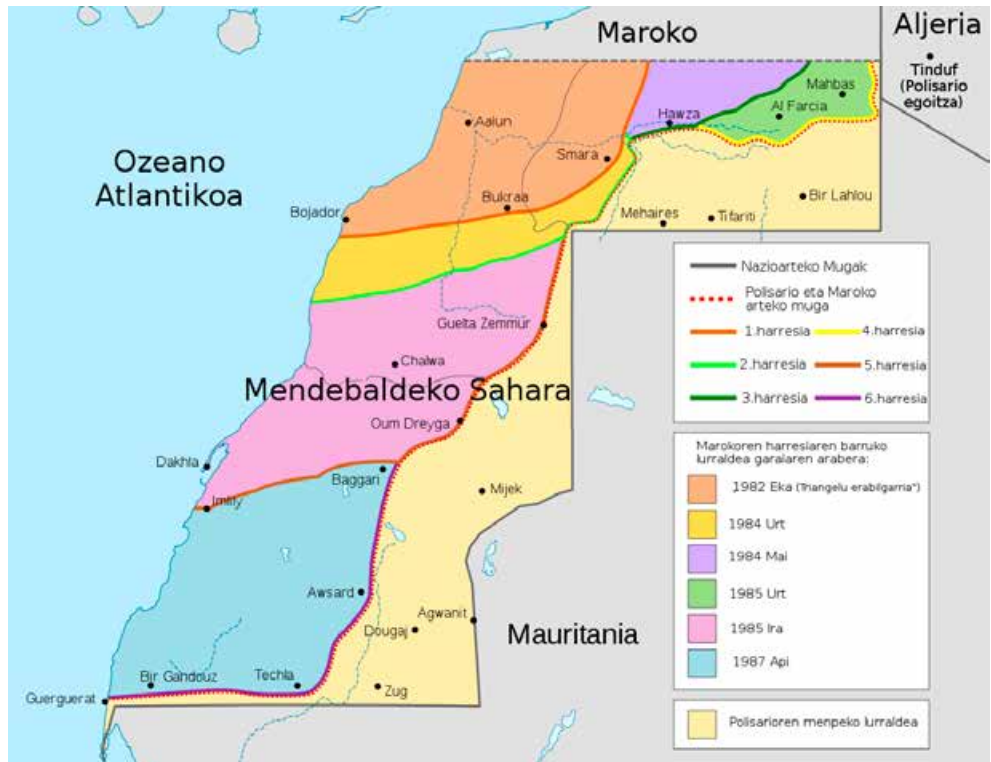 Maroko
Aljeria
Tinduf
(Polisario
egoitza)
Mahbas
Al Farcia
Hawza
Aaiun
Smara
Ozeano
Atlantikoa
Bukraa
Bojador
Bir Lahlou
Mehaires
Tifariti
Nazioarteko Mugak
Polisario eta Maroko
arteko muga
1.harresia
4.harresia
2.harresia
5.harresia
3.harresia
6.harresia
Guelta Zemmur
Chalwa
Mendebaldeko Sahara
Oum Dreyga
Dakhla
Baggari
Imlily
Mijek
Marokoren harresiaren barruko
lurraldea garaiaren arabera:
1982 Eka (Triangelu erabilgarria")
1984 Urt
1984 Mai
1985 Urt
1985 Ira
1987 Api
Awsard
Agwanit
Dougaj
Mauritania
Bir Gandouz
Techla
Zug
Guerguerat
Polisarioren menpeko lurraldea